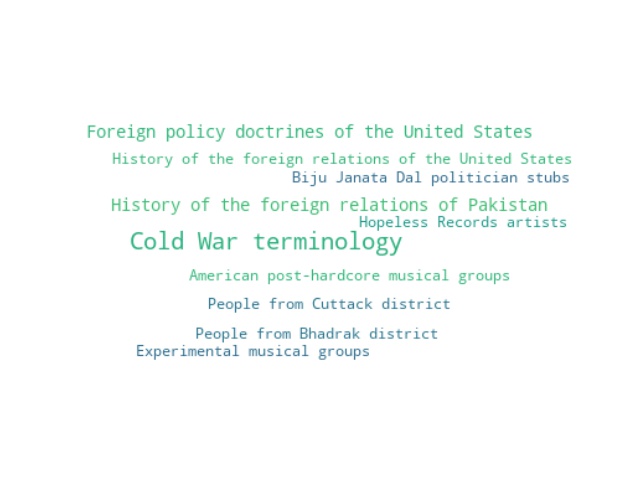 Foreign policy doctrines of the United States
History of the foreign relations of the United States
Biju Janata Dal politician stubs
History of the foreign relations of Pakistan
Hopeless Records artists
Cold War terminology
American post-hardcore musical groups
People from Cuttack district
People from Bhadrak district
Experimental musical groups